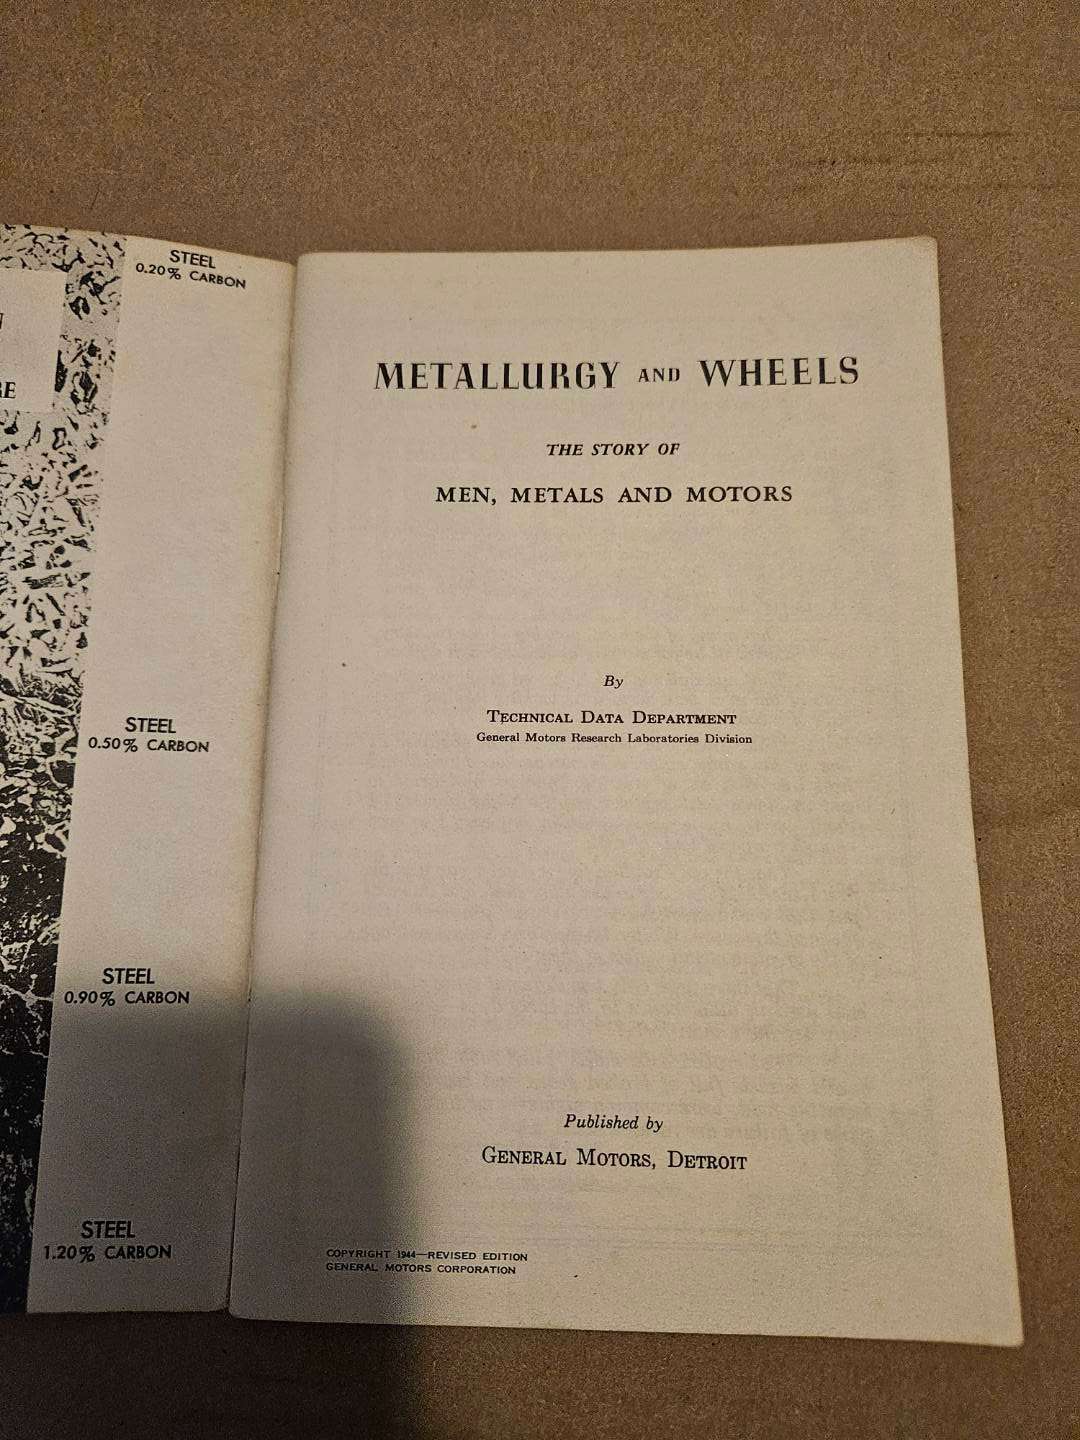 STEEL
0.20% CARBON
STEEL
0.50% CARBON
STEEL
0.90% CARBON
STEEL
1.20% CARBON
METALLURGY AND WHEELS
THE STORY OF
MEN, METALS AND MOTORS
By
TECHNICAL DATA DEPARTMENT
General Motors Research Laboratories Division
Published by
GENERAL MOTORS, DETROIT
COPYRIGHT 1944—REVISED EDITION
GENERAL MOTORS CORPORATION